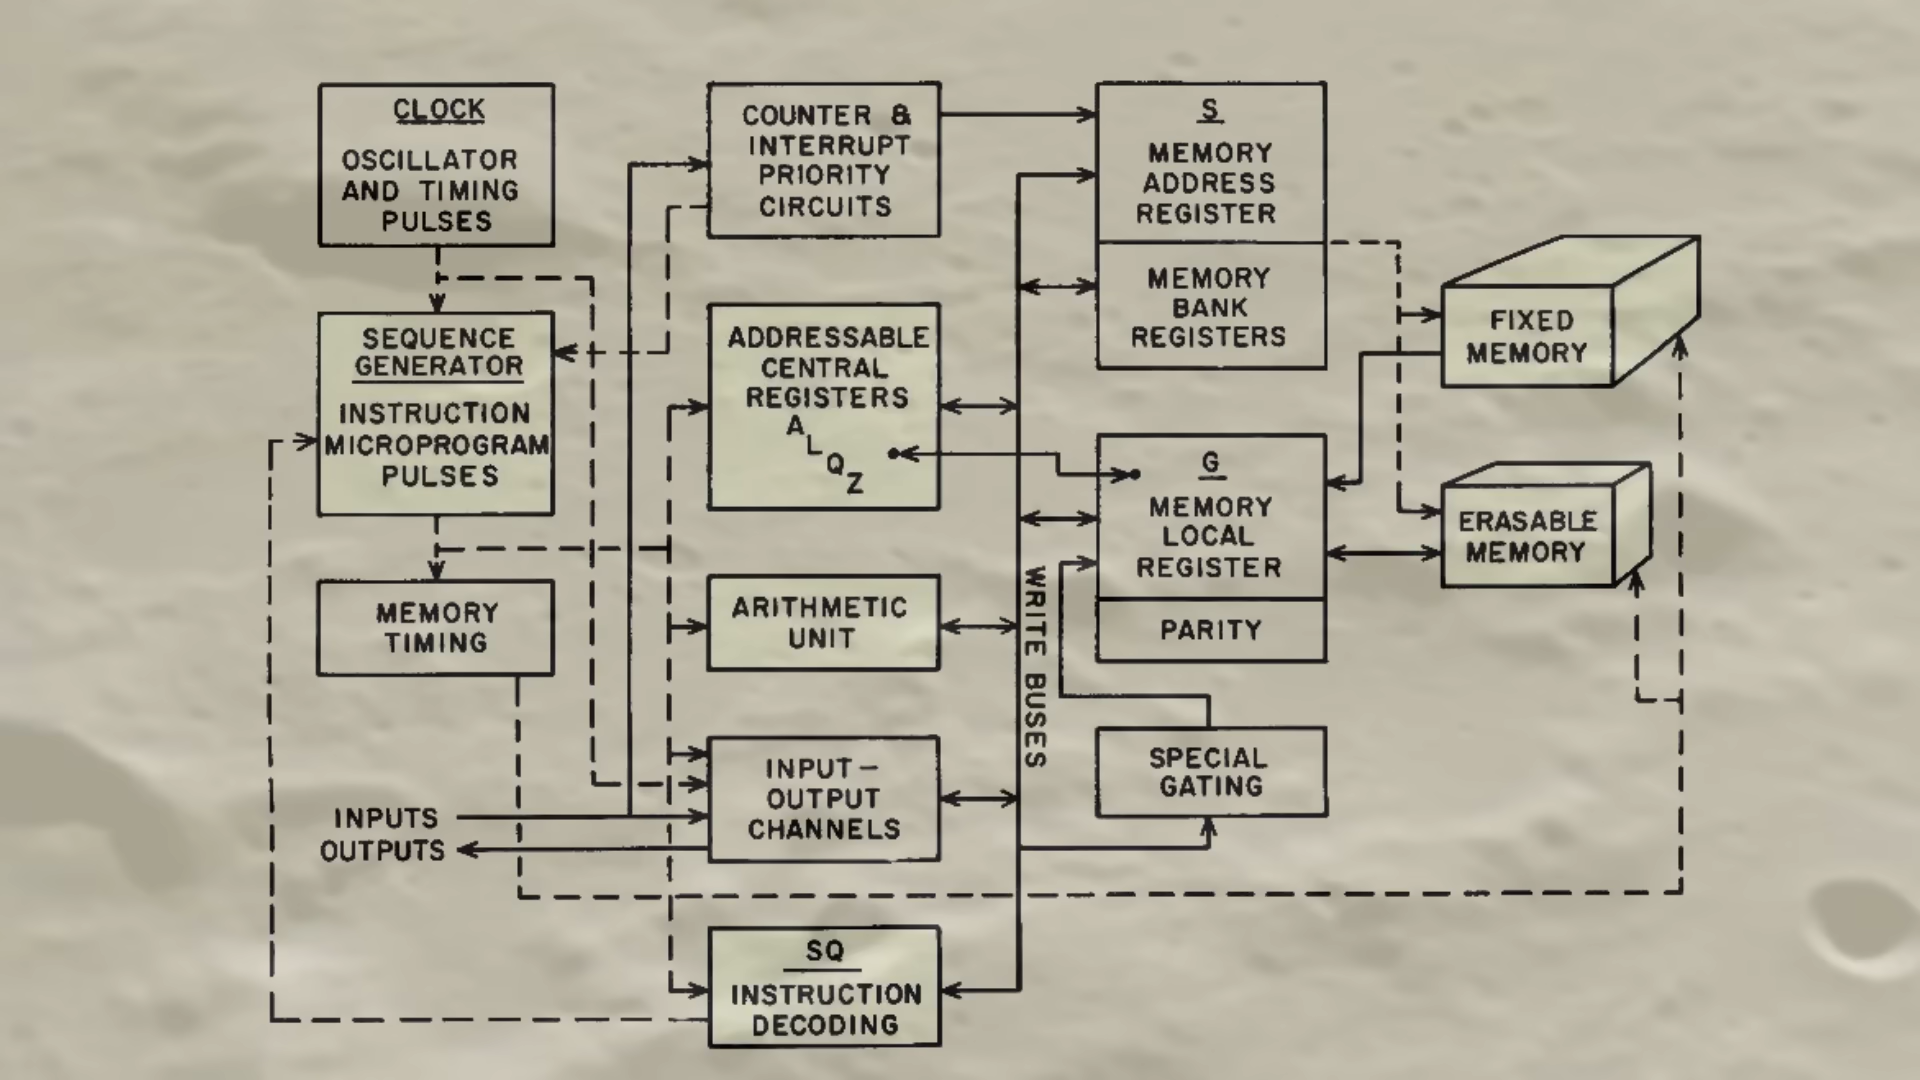 CLOCK
OSCILLATOR
AND TIMING
PULSES
SEQUENCE
GENERATOR
INSTRUCTION
MICROPROGRAM
PULSES
MEMORY
TIMING
INPUTS
OUTPUTS
COUNTER &
INTERRUPT
PRIORITY
CIRCUITS
ADDRESSABLE
CENTRAL
REGISTERS
A
L
Q
Z
ARITHMETIC
UNIT
INPUT-
OUTPUT
CHANNELS
SQ
INSTRUCTION
DECODING
WRITE BUSES
S
MEMORY
ADDRESS
REGISTER
MEMORY
BANK
REGISTERS
G
MEMORY
LOCAL
REGISTER
PARITY
SPECIAL
GATING
FIXED
MEMORY
ERASABLE
MEMORY